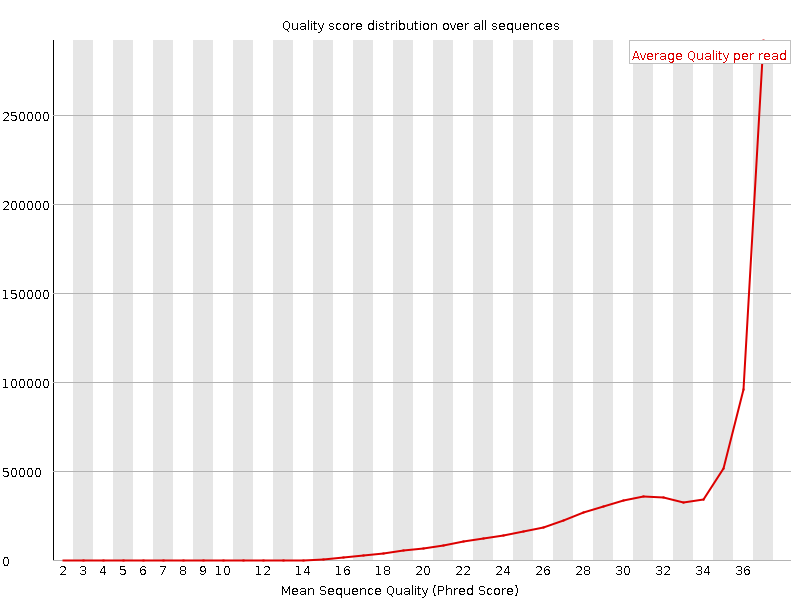 Quality score distribution over all sequences
Average Quality per read
250000
200000
150000
100000
50000
0
2 3 4 5 6 7 8 9 10 12 14 16 18 20 22 24 26 28 30 32 34 36
Mean Sequence Quality (Phred Score)